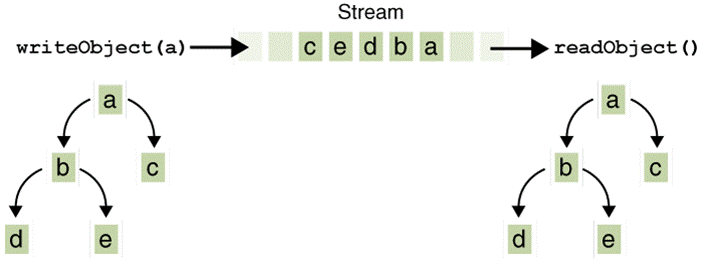 Stream
writeObject(a) c e d b a readObject()
a a
b c b c
d e d e